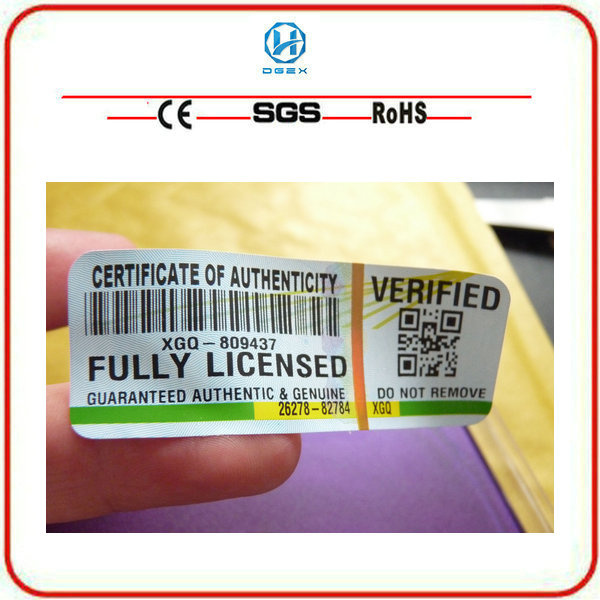 DGZX
CE SGS RoHS
CERTIFICATE OF AUTHENTICITY
XGQ-809437
FULLY LICENSED
GUARANTEED AUTHENTIC & GENUINE
26278-82784
VERIFIED
DO NOT REMOVE
XGQ